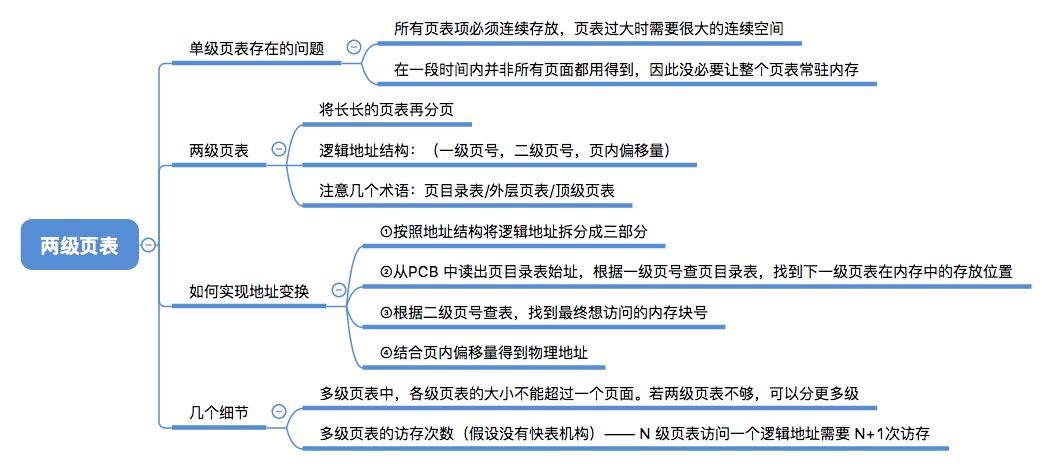 单级页表存在的问题
所有页表项必须连续存放，页表过大时需要很大的连续空间
在一段时间内并非所有页面都用得到，因此没必要让整个页表常驻内存
两级页表
将长长的页表再分页
逻辑地址结构：（一级页号，二级页号，页内偏移量）
注意几个术语：页目录表/外层页表/顶级页表
两级页表
如何实现地址变换
①按照地址结构将逻辑地址拆分成三部分
②从PCB 中读出页目录表始址，根据一级页号查页目录表，找到下一级页表在内存中的存放位置
③根据二级页号查表，找到最终想访问的内存块号
④结合页内偏移量得到物理地址
几个细节
多级页表中，各级页表的大小不能超过一个页面。若两级页表不够，可以分更多级
多级页表的访存次数（假设没有快表机构）—— N 级页表访问一个逻辑地址需要 N+1次访存